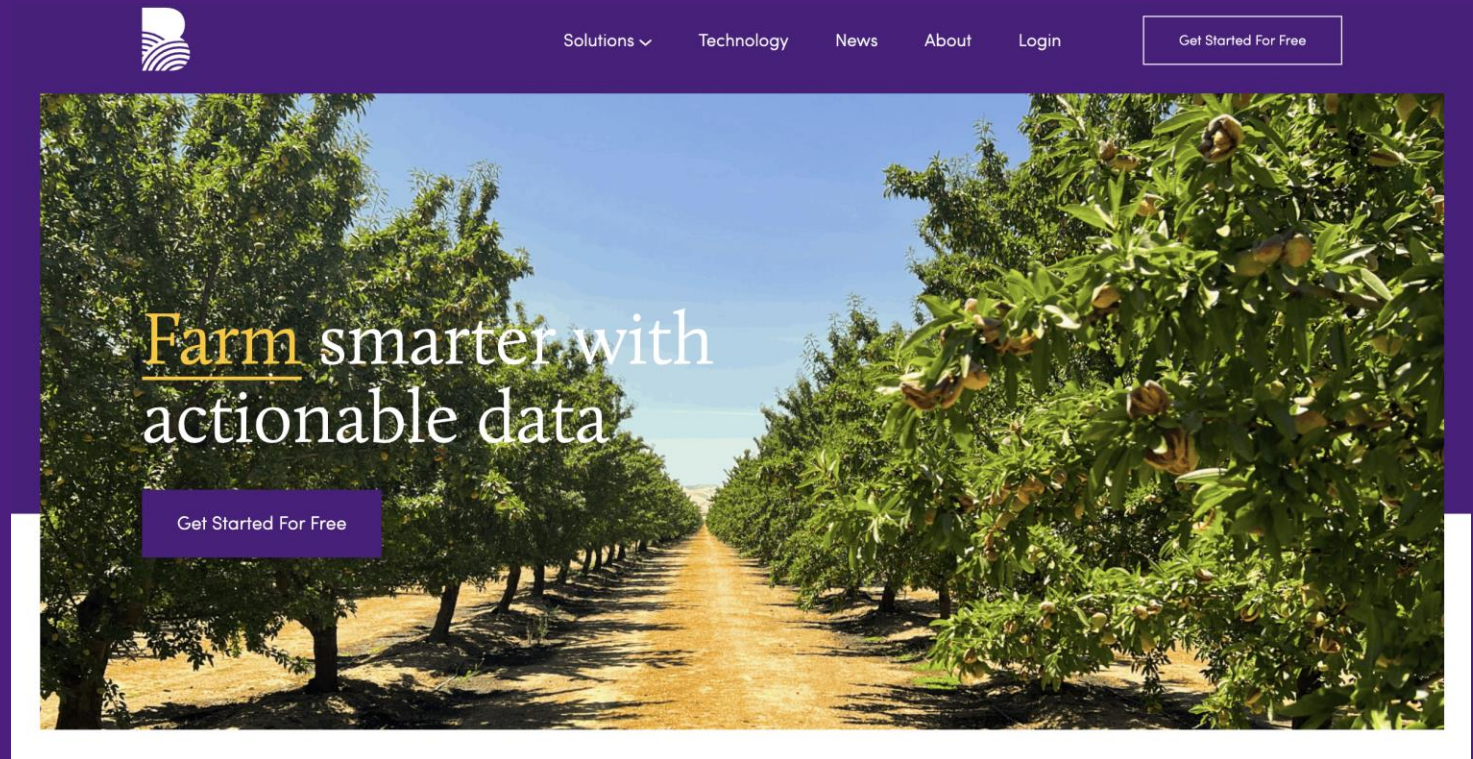 Solutions
Technology
News
About
Login
Get Started For Free
Farm smarter with
actionable data
Get Started For Free